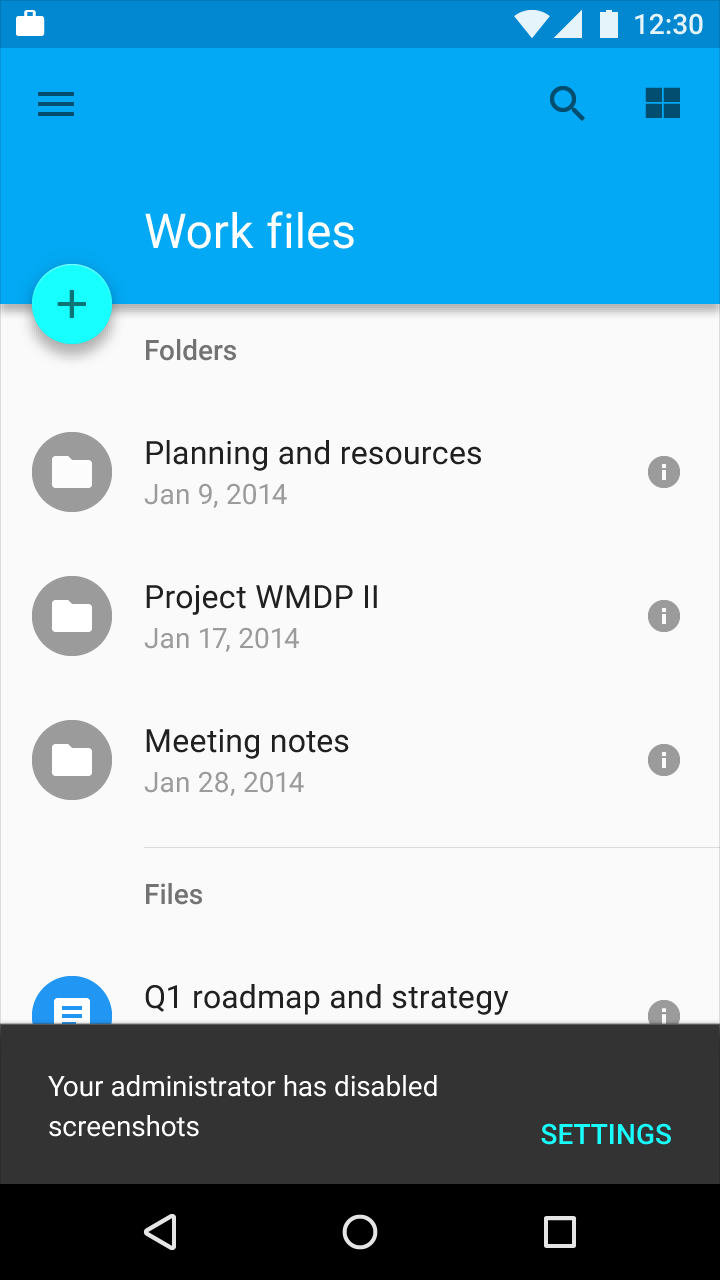 12:30
Work files
Folders
Planning and resources
Jan 9, 2014
Project WMDP II
Jan 17, 2014
Meeting notes
Jan 28, 2014
Files
Q1 roadmap and strategy
Your administrator has disabled
screenshots
SETTINGS